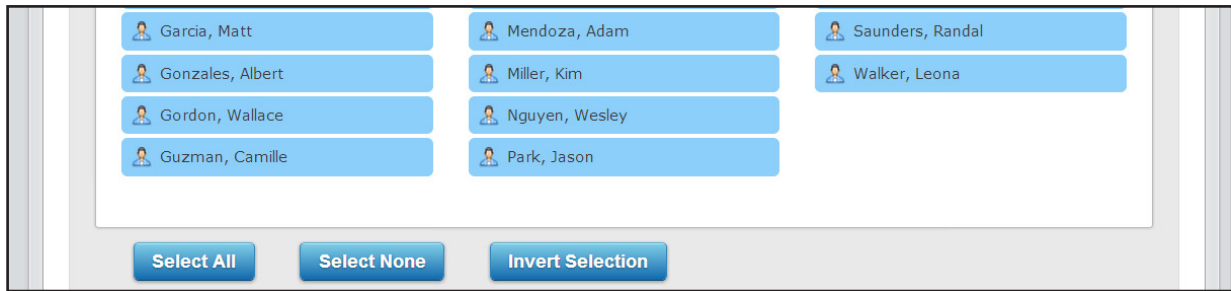 Garcia, Matt
Mendoza, Adam
Saunders, Randal
Gonzales, Albert
Miller, Kim
Walker, Leona
Gordon, Wallace
Nguyen, Wesley
Guzman, Camille
Park, Jason
Select All
Select None
Invert Selection